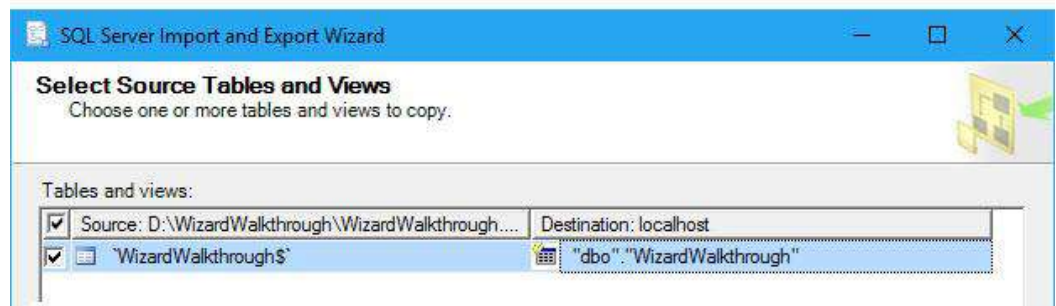 SQL Server Import and Export Wizard
Select Source Tables and Views
Choose one or more tables and views to copy.
Tables and views:
Source: D:\WizardWalkthrough\WizardWalkthrough.... Destination: localhost
`WizardWalkthrough$` "dbo"."WizardWalkthrough"